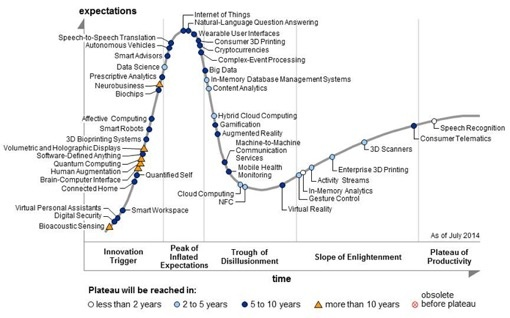 expectations
Internet of Things
Natural-Language Question Answering
Wearable User Interfaces
Speech-to-Speech Translation
Consumer 3D Printing
Autonomous Vehicles
Cryptocurrencies
Smart Advisors
Complex-Event Processing
Data Science
Big Data
Prescriptive Analytics
In-Memory Database Management Systems
Neurobusiness
Content Analytics
Biochips
Hybrid Cloud Computing
Affective Computing
Gamification
Smart Robots
Augmented Reality
3D Bioprinting Systems
Machine-to-Machine
Communication
Services
Volumetric and Holographic Displays
Software-Defined Anything
Quantum Computing
Mobile Health
Monitoring
Human Augmentation
Brain-Computer Interface
Quantified Self
Connected Home
Cloud Computing
NFC
Virtual Reality
Gesture Control
In-Memory Analytics
Activity Streams
Enterprise 3D Printing
3D Scanners
Consumer Telematics
Speech Recognition
Virtual Personal Assistants
Smart Workspace
Digital Security
Bioacoustic Sensing
As of July 2014
Innovation
Trigger
Peak of
Inflated
Expectations
Trough of
Disillusionment
Slope of Enlightenment
Plateau of
Productivity
time
Plateau will be reached in:
less than 2 years
2 to 5 years
5 to 10 years
more than 10 years
obsolete
before plateau